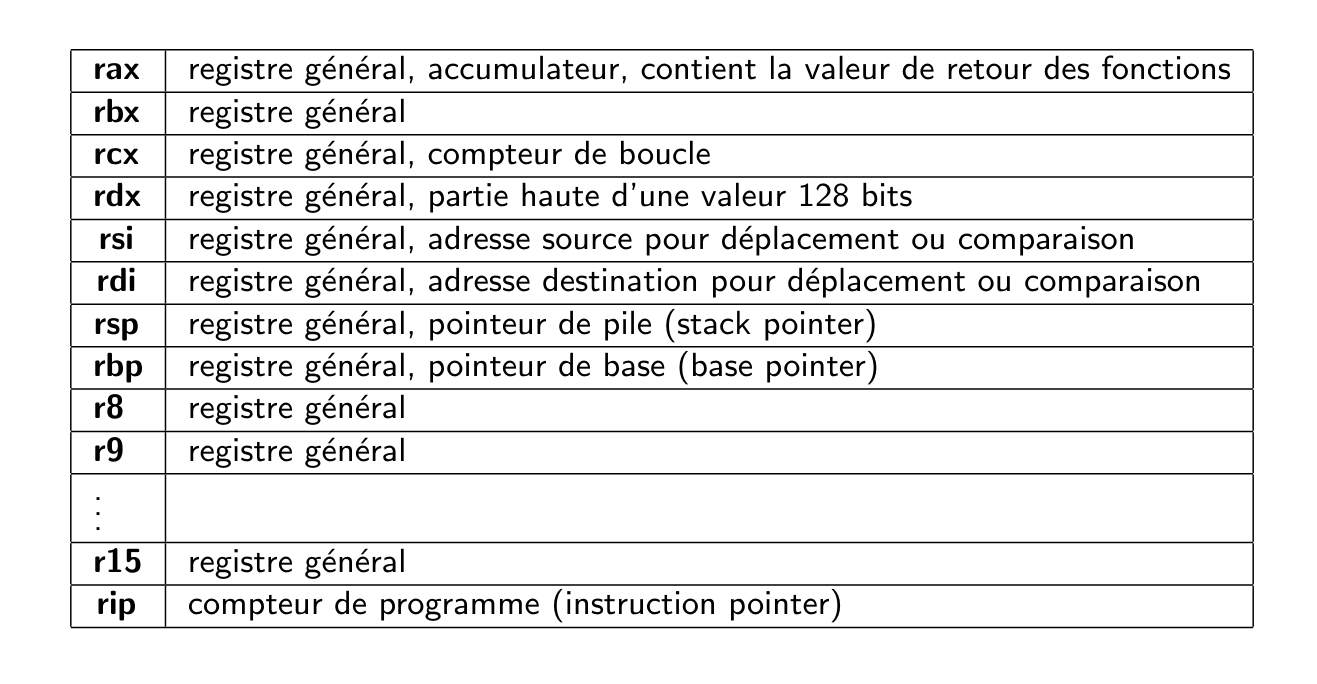 rax registre général, accumulateur, contient la valeur de retour des fonctions
rbx registre général
rcx registre général, compteur de boucle
rdx registre général, partie haute d'une valeur 128 bits
rsi registre général, adresse source pour déplacement ou comparaison
rdi registre général, adresse destination pour déplacement ou comparaison
rsp registre général, pointeur de pile (stack pointer)
rbp registre général, pointeur de base (base pointer)
r8 registre général
r9 registre général
⋮
r15 registre général
rip compteur de programme (instruction pointer)